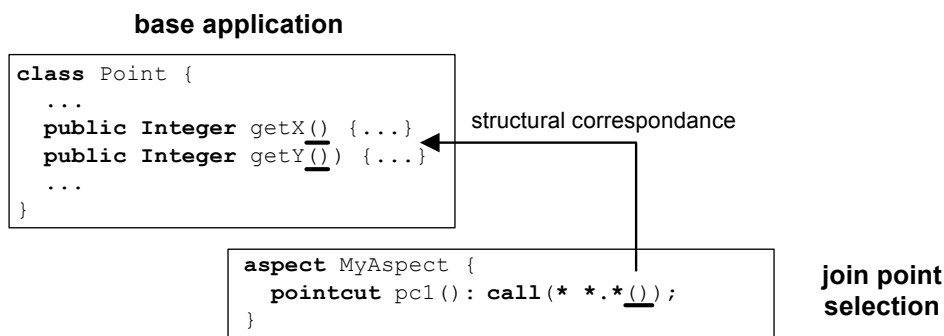 base application
class Point {
...
public Integer getX() {...}
public Integer getY()) {...}
...
}
structural correspondance
aspect MyAspect {
pointcut pc1(): call(* *.*());
}
join point
selection